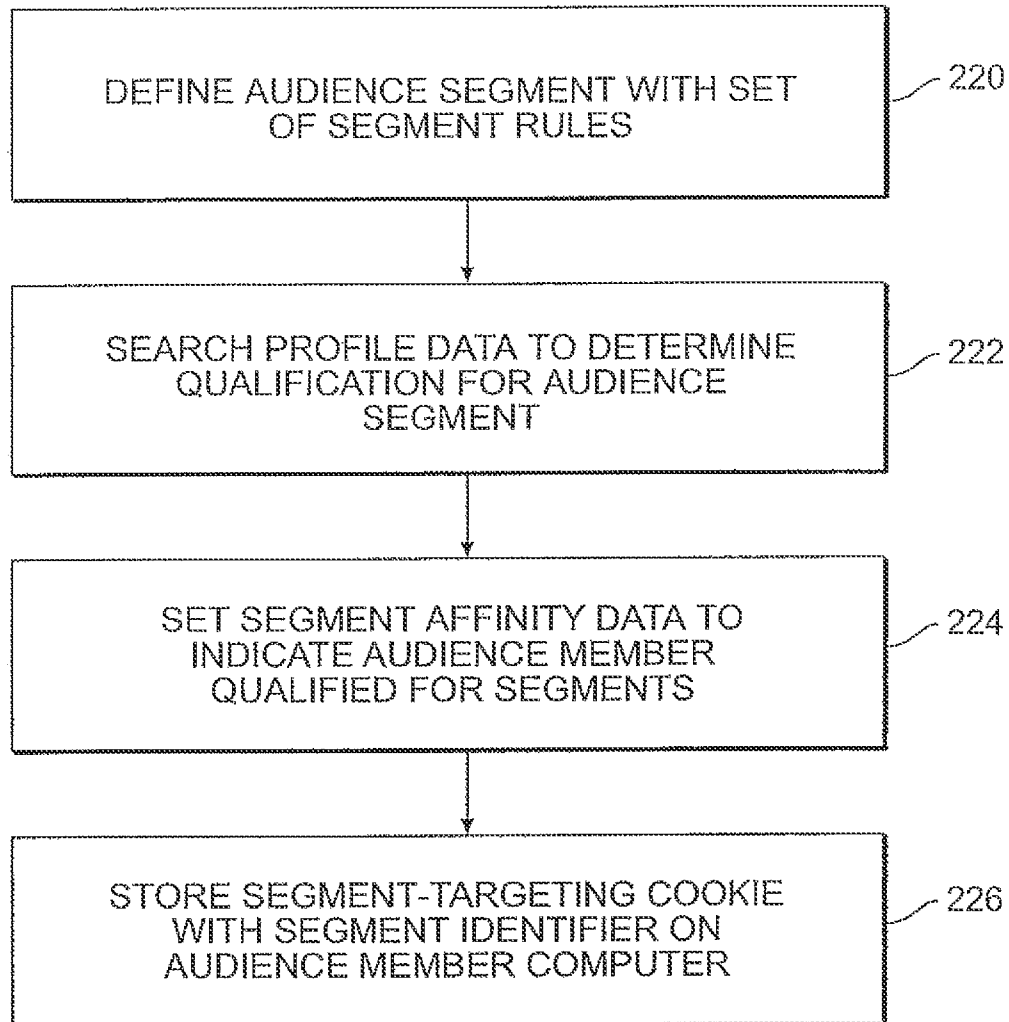 DEFINE AUDIENCE SEGMENT WITH SET
OF SEGMENT RULES
220
SEARCH PROFILE DATA TO DETERMINE
QUALIFICATION FOR AUDIENCE
SEGMENT
222
SET SEGMENT AFFINITY DATA TO
INDICATE AUDIENCE MEMBER
QUALIFIED FOR SEGMENTS
224
STORE SEGMENT-TARGETING COOKIE
WITH SEGMENT IDENTIFIER ON
AUDIENCE MEMBER COMPUTER
226